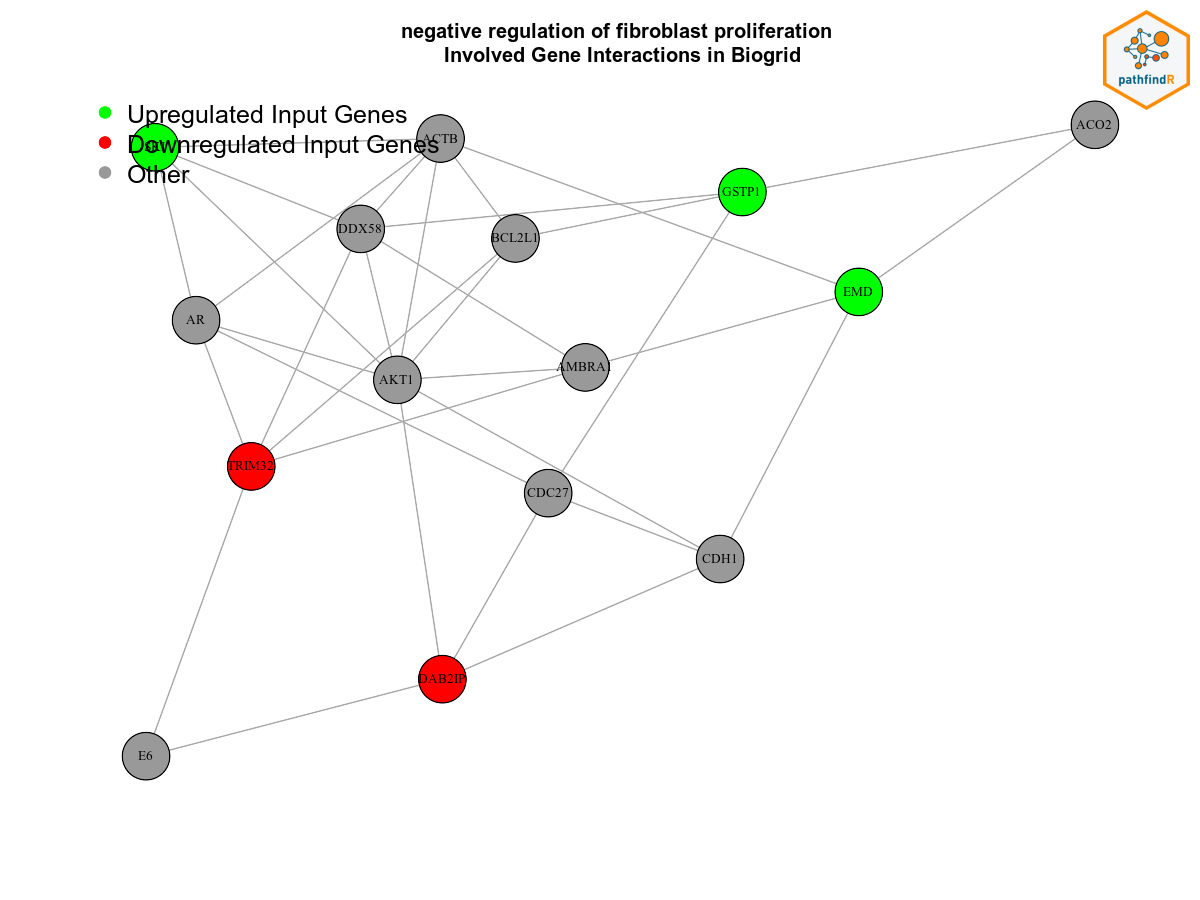 negative regulation of fibroblast proliferation
Involved Gene Interactions in Biogrid
pathfindR
Upregulated Input Genes
Downregulated Input Genes
Other
ACTB
ACO2
GSTP1
DDX58
BCL2L1
EMD
AR
AMBRA1
AKT1
TRIM32
CDC27
CDH1
DAB2IP
E6